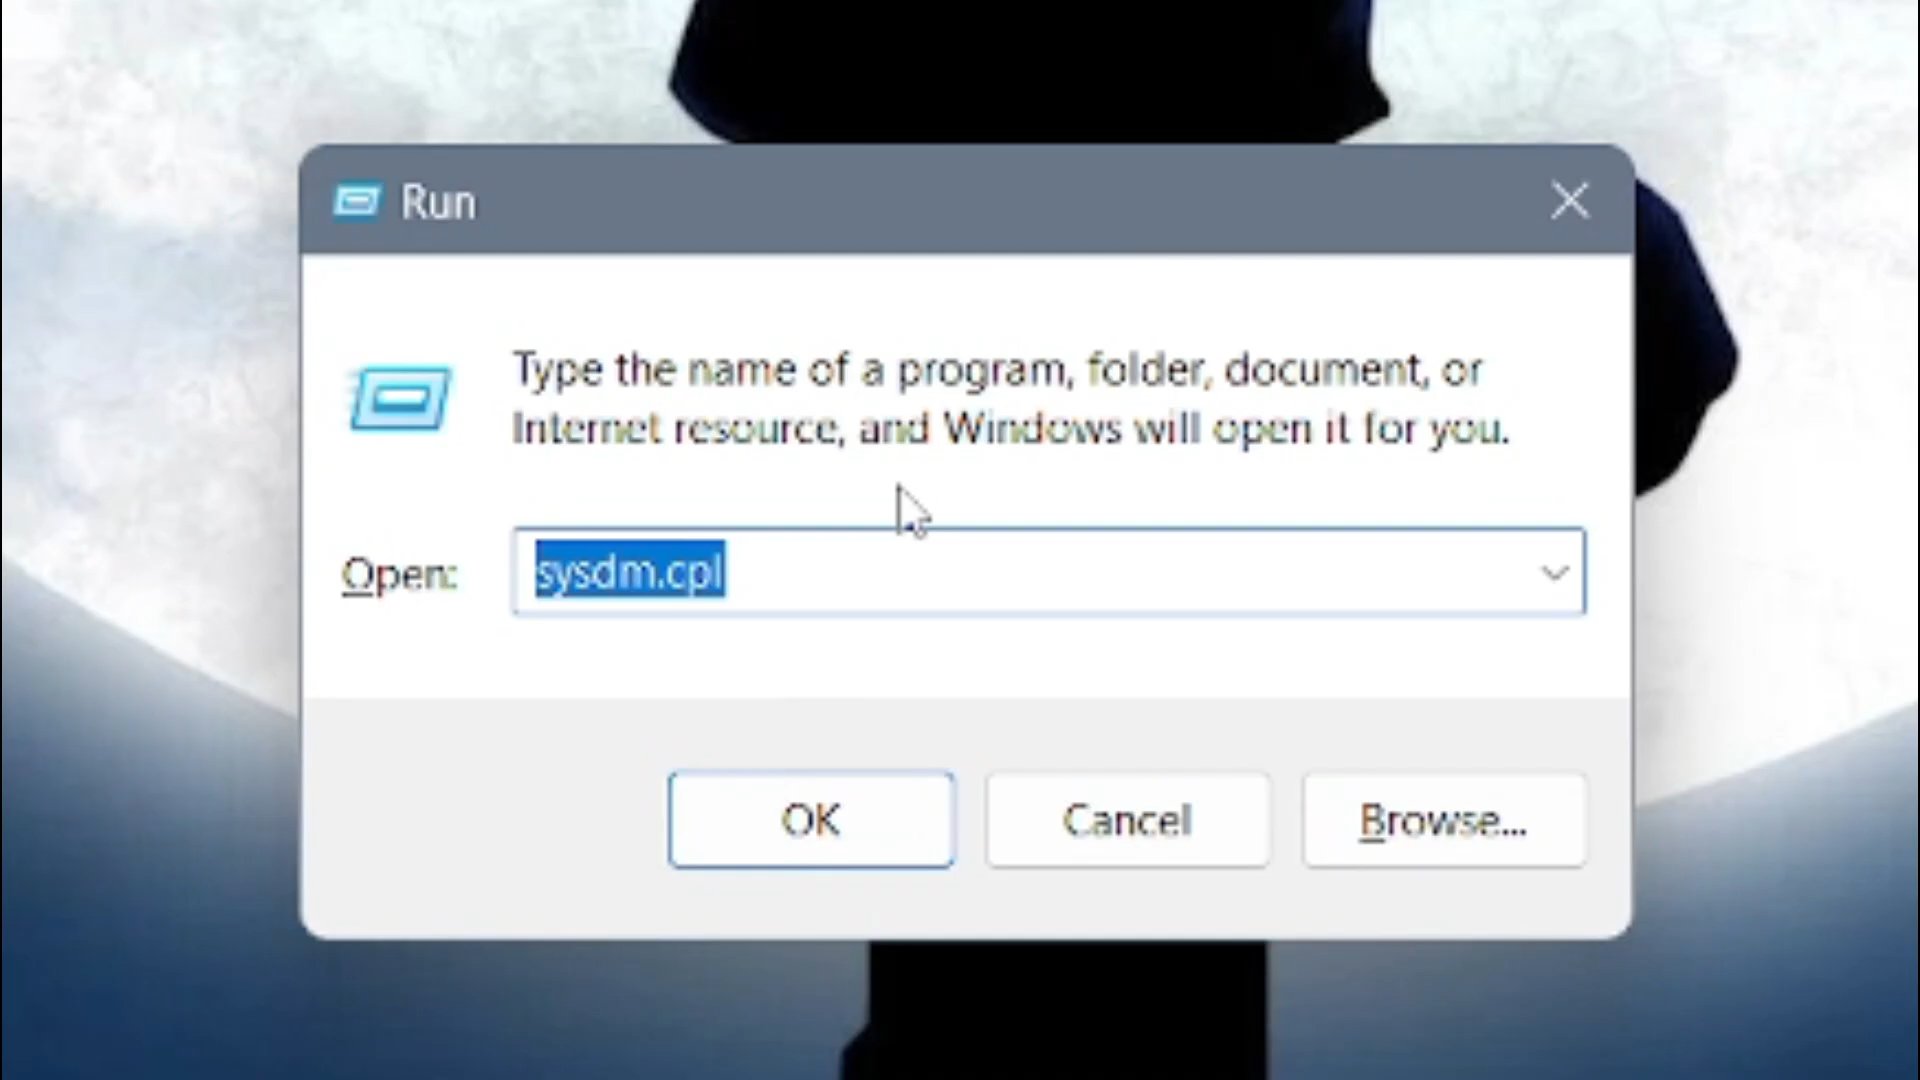 Run
Type the name of a program, folder, document, or
Internet resource, and Windows will open it for you.
Open:
sysdm.cpl
OK
Cancel
Browse...